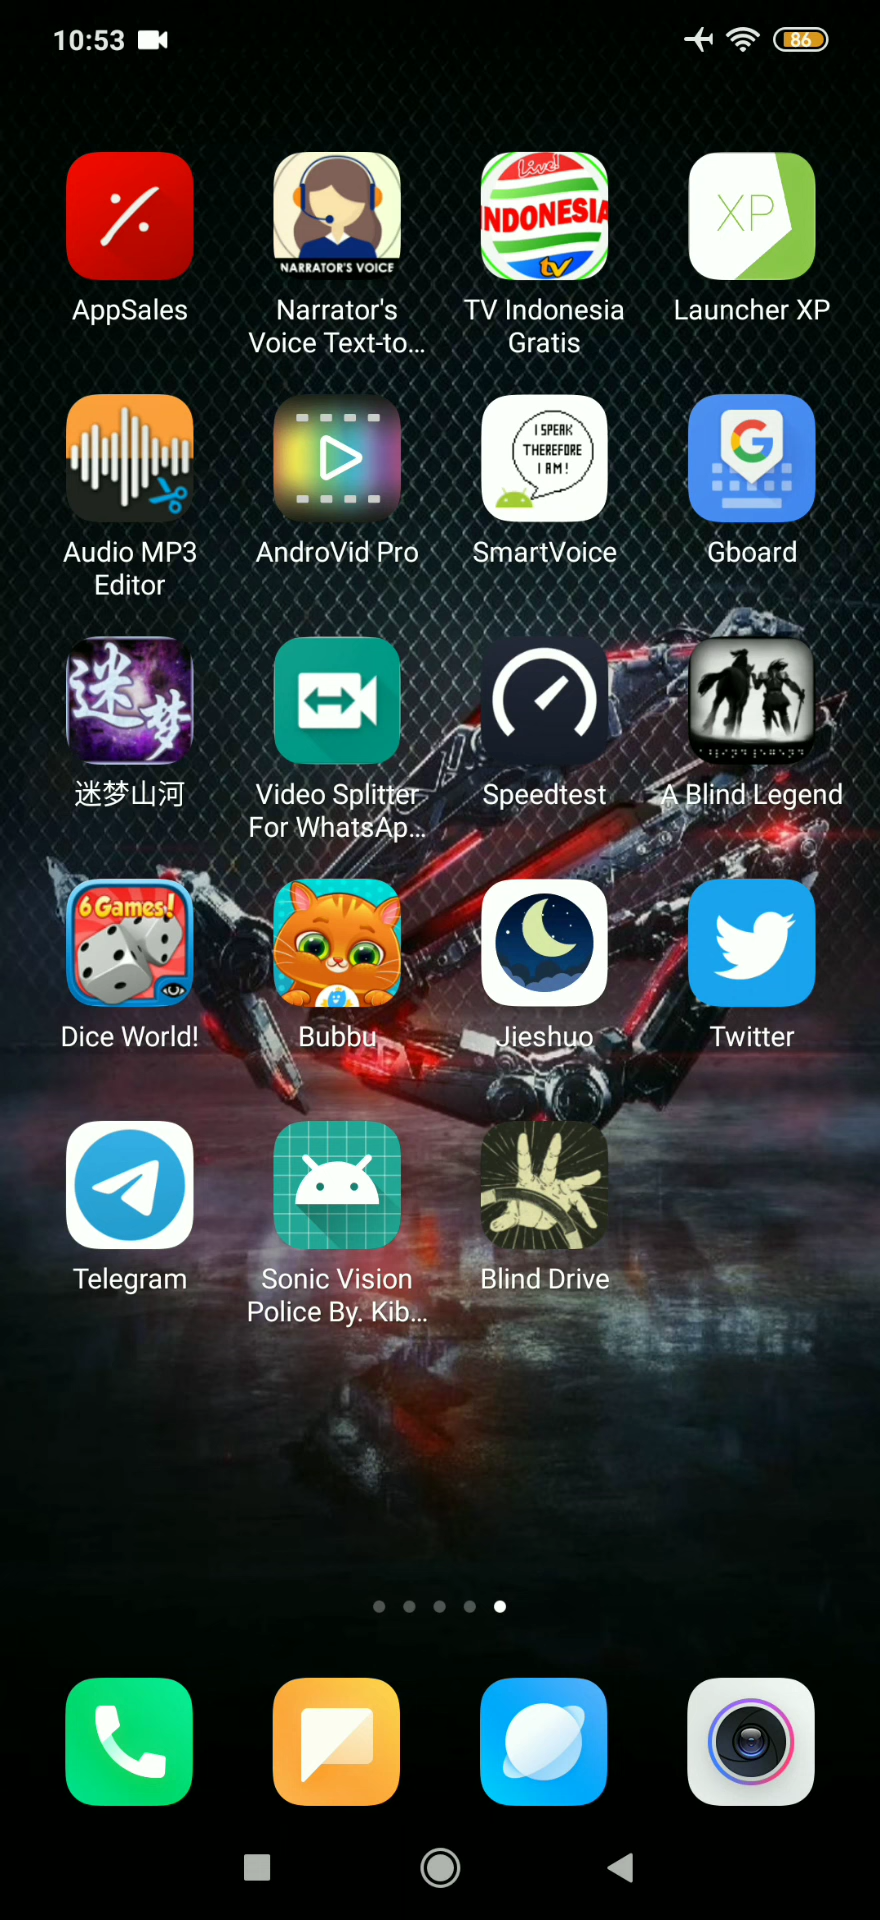 10:53
86
Live!
INDONESIA
tv
XP
NARRATOR'S VOICE
AppSales
Narrator's
Voice Text-to...
TV Indonesia
Gratis
Launcher XP
I SPEAK
THEREFORE
I AM!
G
Audio MP3
Editor
AndroVid Pro
SmartVoice
Gboard
迷梦
迷梦山河
Video Splitter
For WhatsAp...
Speedtest
A Blind Legend
6 Games!
Dice World!
Bubbu
Jieshuo
Twitter
Telegram
Sonic Vision
Police By. Kib...
Blind Drive